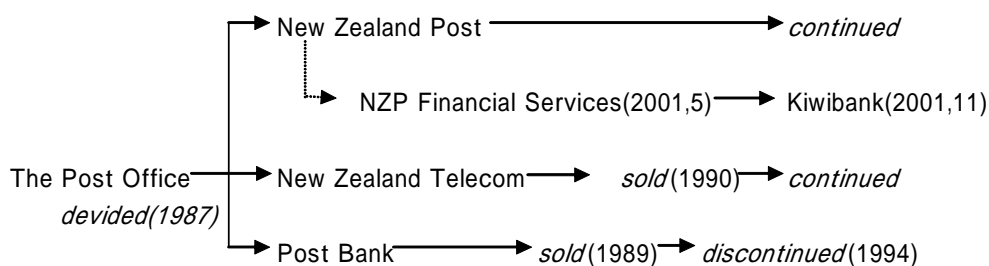 New Zealand Post continued
NZP Financial Services(2001,5) Kiwibank(2001,11)
The Post Office New Zealand Telecom sold(1990) continued
devided(1987)
Post Bank sold(1989) discontinued(1994)